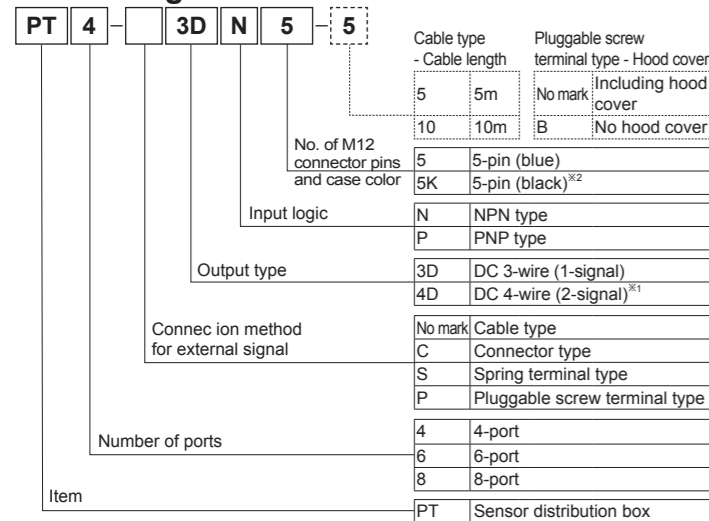 PT 4 - 3D N 5 - 5
Cable type
- Cable length
5 5m
10 10m
Pluggable screw
terminal type - Hood cover
No mark Including hood
cover
B No hood cover
No. of M12
connector pins
and case color
5 5-pin (blue)
5K 5-pin (black)※2
Input logic
N NPN type
P PNP type
Output type
3D DC 3-wire (1-signal)
4D DC 4-wire (2-signal)※1
Connec ion method
for external signal
No mark Cable type
C Connector type
S Spring terminal type
P Pluggable screw terminal type
Number of ports
4 4-port
6 6-port
8 8-port
Item
PT Sensor distribution box